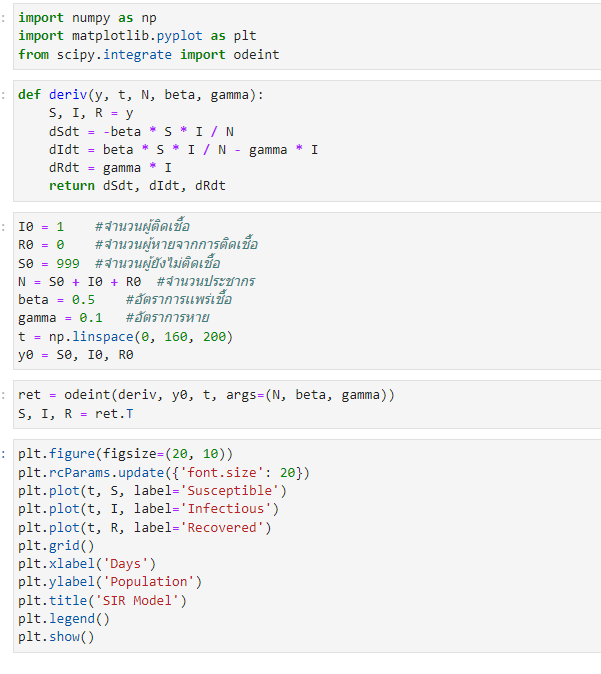 import numpy as np
import matplotlib.pyplot as plt
from scipy.integrate import odeint
def deriv(y, t, N, beta, gamma):
    S, I, R = y
    dSdt = -beta * S * I / N
    dIdt = beta * S * I / N - gamma * I
    dRdt = gamma * I
    return dSdt, dIdt, dRdt
I0 = 1    #จำนวนผู้ติดเชื้อ
R0 = 0    #จำนวนผู้หายจากการติดเชื้อ
S0 = 999  #จำนวนผู้ยังไม่ติดเชื้อ
N = S0 + I0 + R0  #จำนวนประชากร
beta = 0.5    #อัตราการแพร่เชื้อ
gamma = 0.1   #อัตราการหาย
t = np.linspace(0, 160, 200)
y0 = S0, I0, R0
ret = odeint(deriv, y0, t, args=(N, beta, gamma))
S, I, R = ret.T
plt.figure(figsize=(20, 10))
plt.rcParams.update({'font.size': 20})
plt.plot(t, S, label='Susceptible')
plt.plot(t, I, label='Infectious')
plt.plot(t, R, label='Recovered')
plt.grid()
plt.xlabel('Days')
plt.ylabel('Population')
plt.title('SIR Model')
plt.legend()
plt.show()